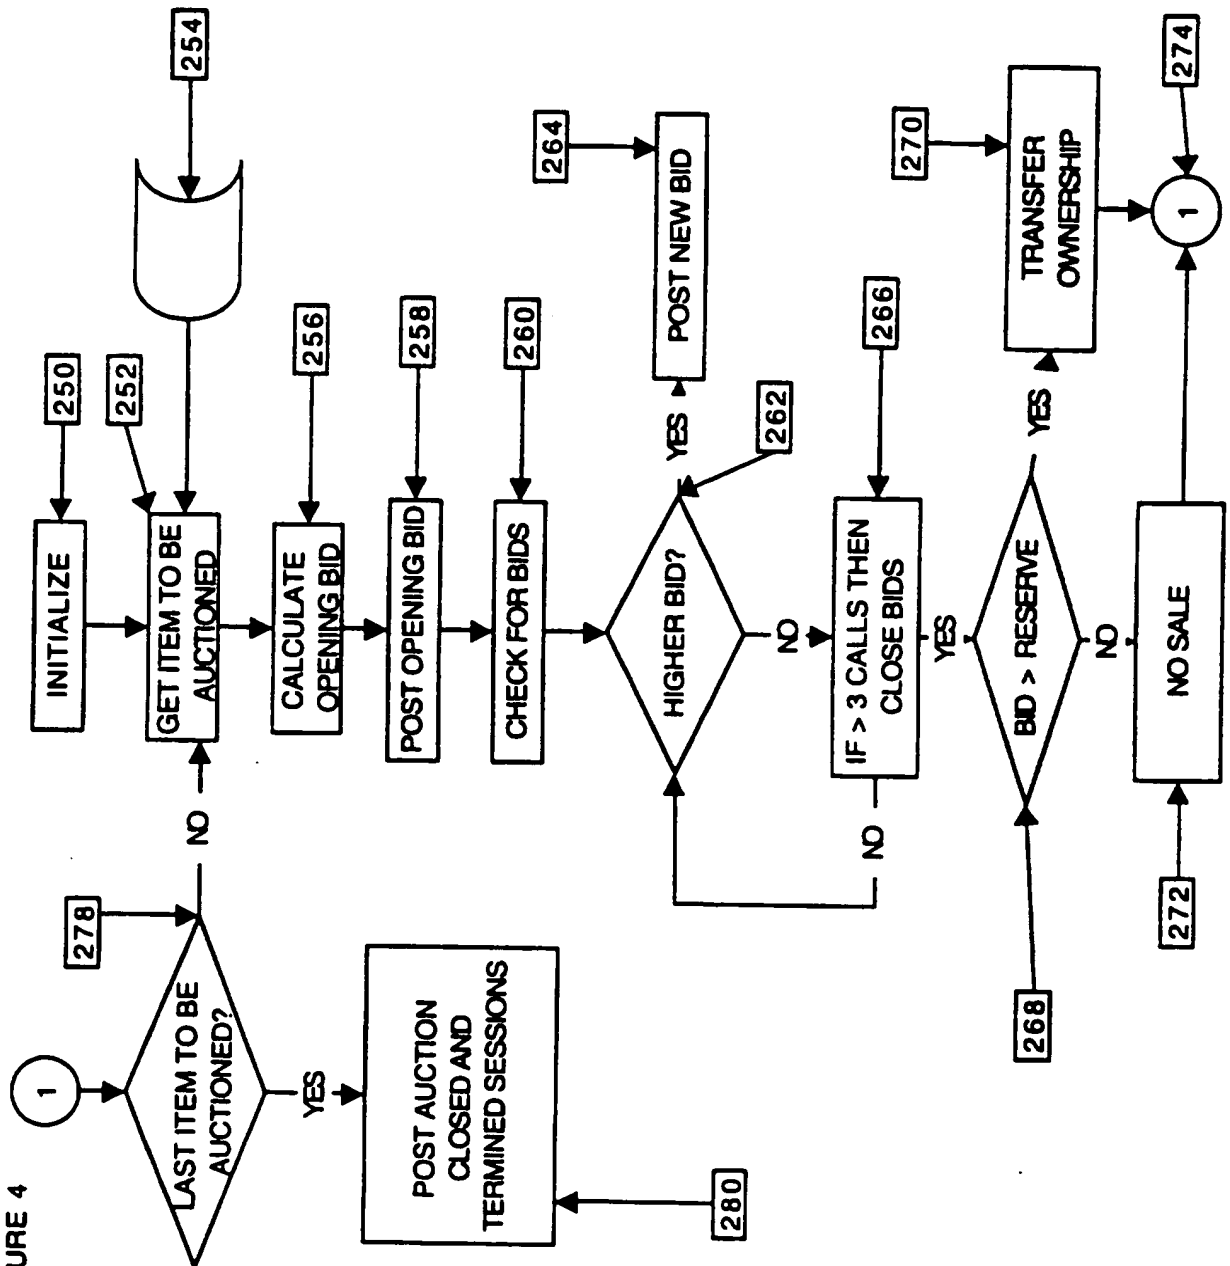 URE 4
1
LAST ITEM TO BE
AUCTIONED?
278
NO
YES
POST AUCTION
CLOSED AND
TERMINED SESSIONS
280
INITIALIZE
250
252
GET ITEM TO BE
AUCTIONED
254
CALCULATE
OPENING BID
256
POST OPENING BID
258
CHECK FOR BIDS
260
HIGHER BID?
262
YES
POST NEW BID
264
NO
IF > 3 CALLS THEN
CLOSE BIDS
266
NO
YES
BID > RESERVE
268
YES
TRANSFER
OWNERSHIP
270
NO
NO SALE
272
1
274